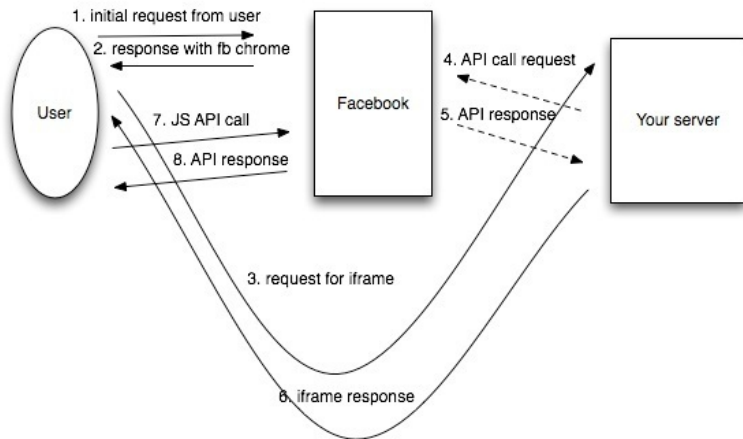 1. initial request from user
2. response with fb chrome
4. API call request
User
Facebook
5. API response
Your server
7. JS API call
8. API response
3. request for iframe
6. iframe response